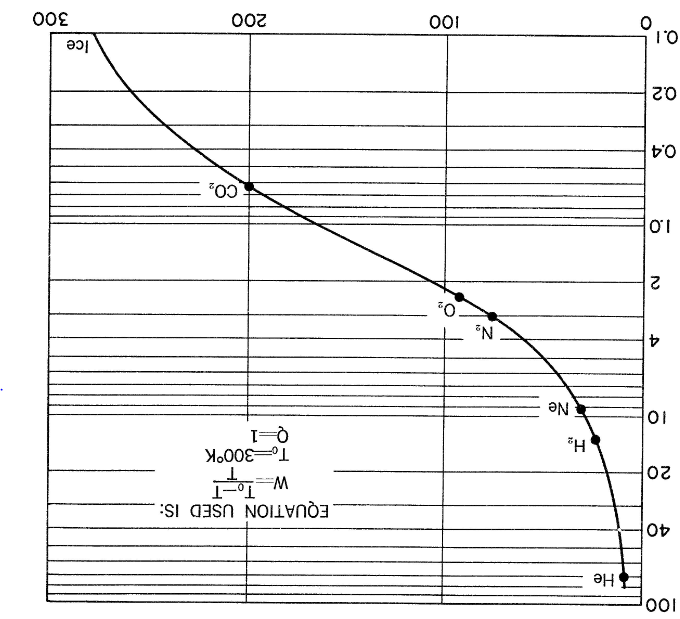 100
He
40
EQUATION USED IS:
W=T₀–T
T
20
T₀=300°K
Q=1
H₂
10
Ne
4
N₂
O₂
2
1.0
CO₂
0.4
0.2
Ice
0.1
0 100 200 300